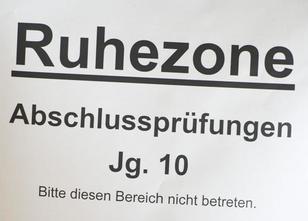 Ruhezone
Abschlussprüfungen
Jg. 10
Bitte diesen Bereich nicht betreten.